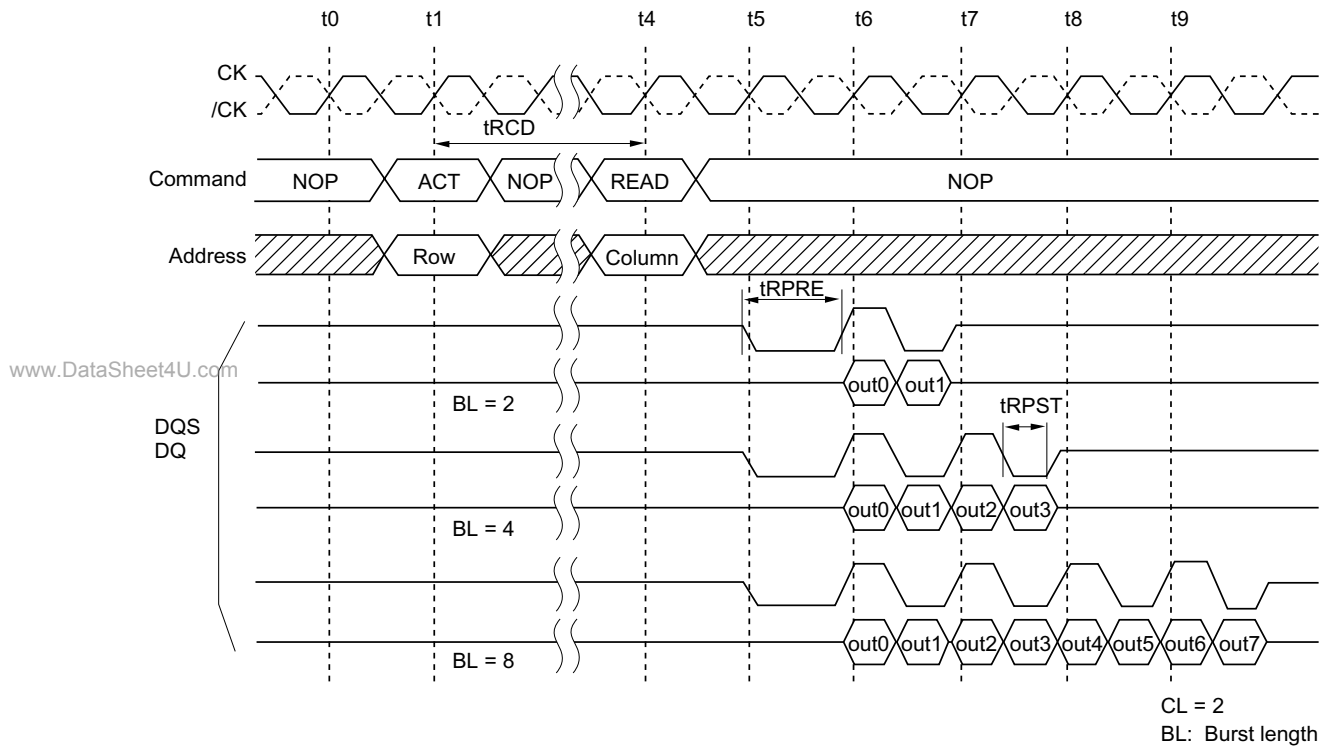 t0 t1 t4 t5 t6 t7 t8 t9
CK
/CK
tRCD
Command NOP ACT NOP READ NOP
Address Row Column
tRPRE
www.DataSheet4U.com
out0 out1
BL = 2
tRPST
DQS
DQ
out0 out1 out2 out3
BL = 4
out0 out1 out2 out3 out4 out5 out6 out7
BL = 8
CL = 2
BL: Burst length